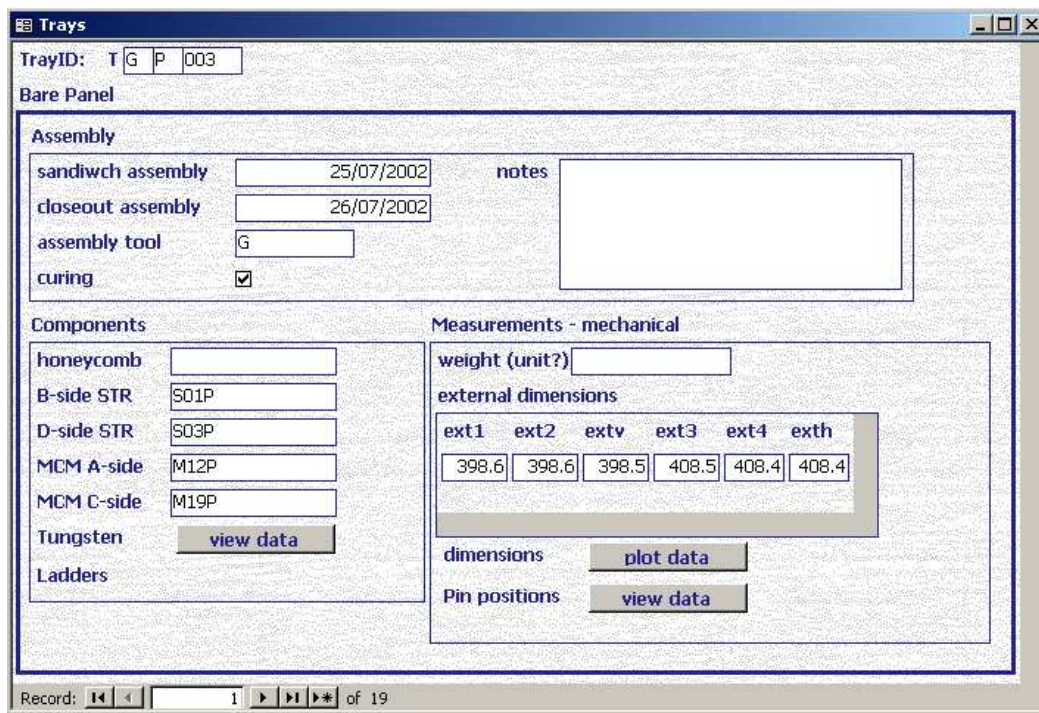 Trays
TrayID: T G P 003
Bare Panel
Assembly
sandiwch assembly 25/07/2002
notes
closeout assembly 26/07/2002
assembly tool G
curing
Components
honeycomb
B-side STR S01P
D-side STR S03P
MCM A-side M12P
MCM C-side M19P
Tungsten view data
Ladders
Measurements - mechanical
weight (unit?)
external dimensions
ext1 ext2 extv ext3 ext4 exth
398.6 398.6 398.5 408.5 408.4 408.4
dimensions plot data
Pin positions view data
Record: 1 of 19